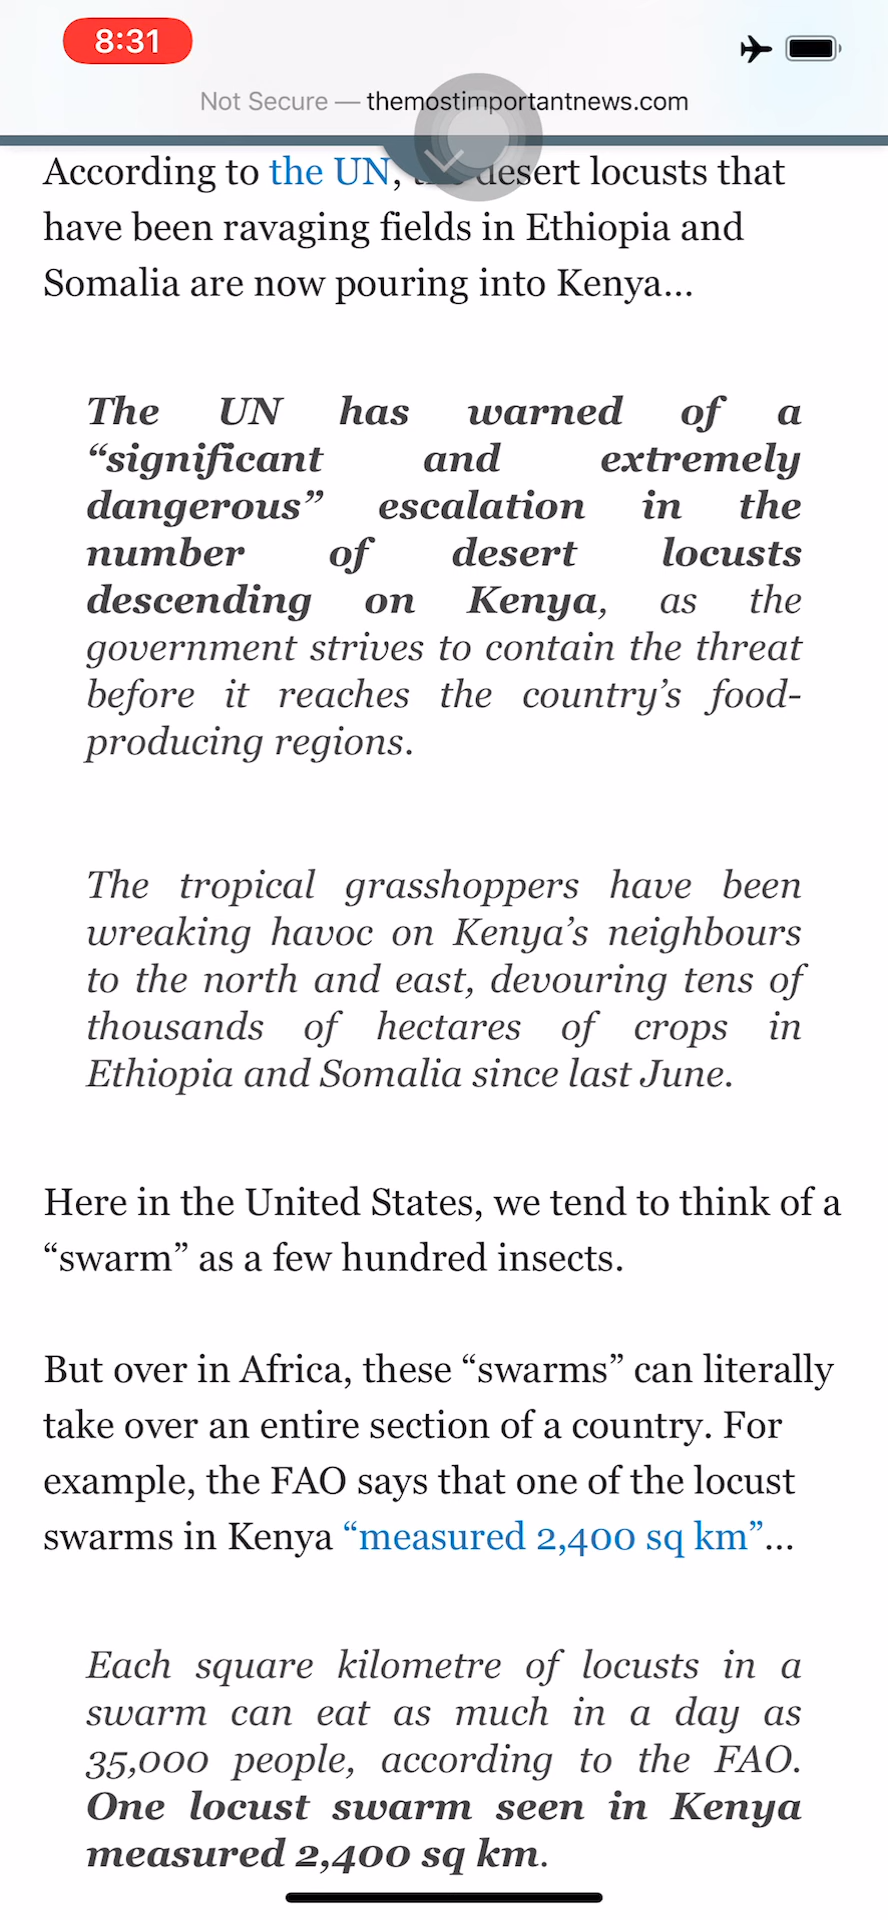 8:31
Not Secure — themostimportantnews.com
According to the UN, desert locusts that
have been ravaging fields in Ethiopia and
Somalia are now pouring into Kenya...
The UN has warned of a
“significant and extremely
dangerous” escalation in the
number of desert locusts
descending on Kenya, as the
government strives to contain the threat
before it reaches the country’s food-
producing regions.
The tropical grasshoppers have been
wreaking havoc on Kenya’s neighbours
to the north and east, devouring tens of
thousands of hectares of crops in
Ethiopia and Somalia since last June.
Here in the United States, we tend to think of a
“swarm” as a few hundred insects.
But over in Africa, these “swarms” can literally
take over an entire section of a country. For
example, the FAO says that one of the locust
swarms in Kenya “measured 2,400 sq km”...
Each square kilometre of locusts in a
swarm can eat as much in a day as
35,000 people, according to the FAO.
One locust swarm seen in Kenya
measured 2,400 sq km.